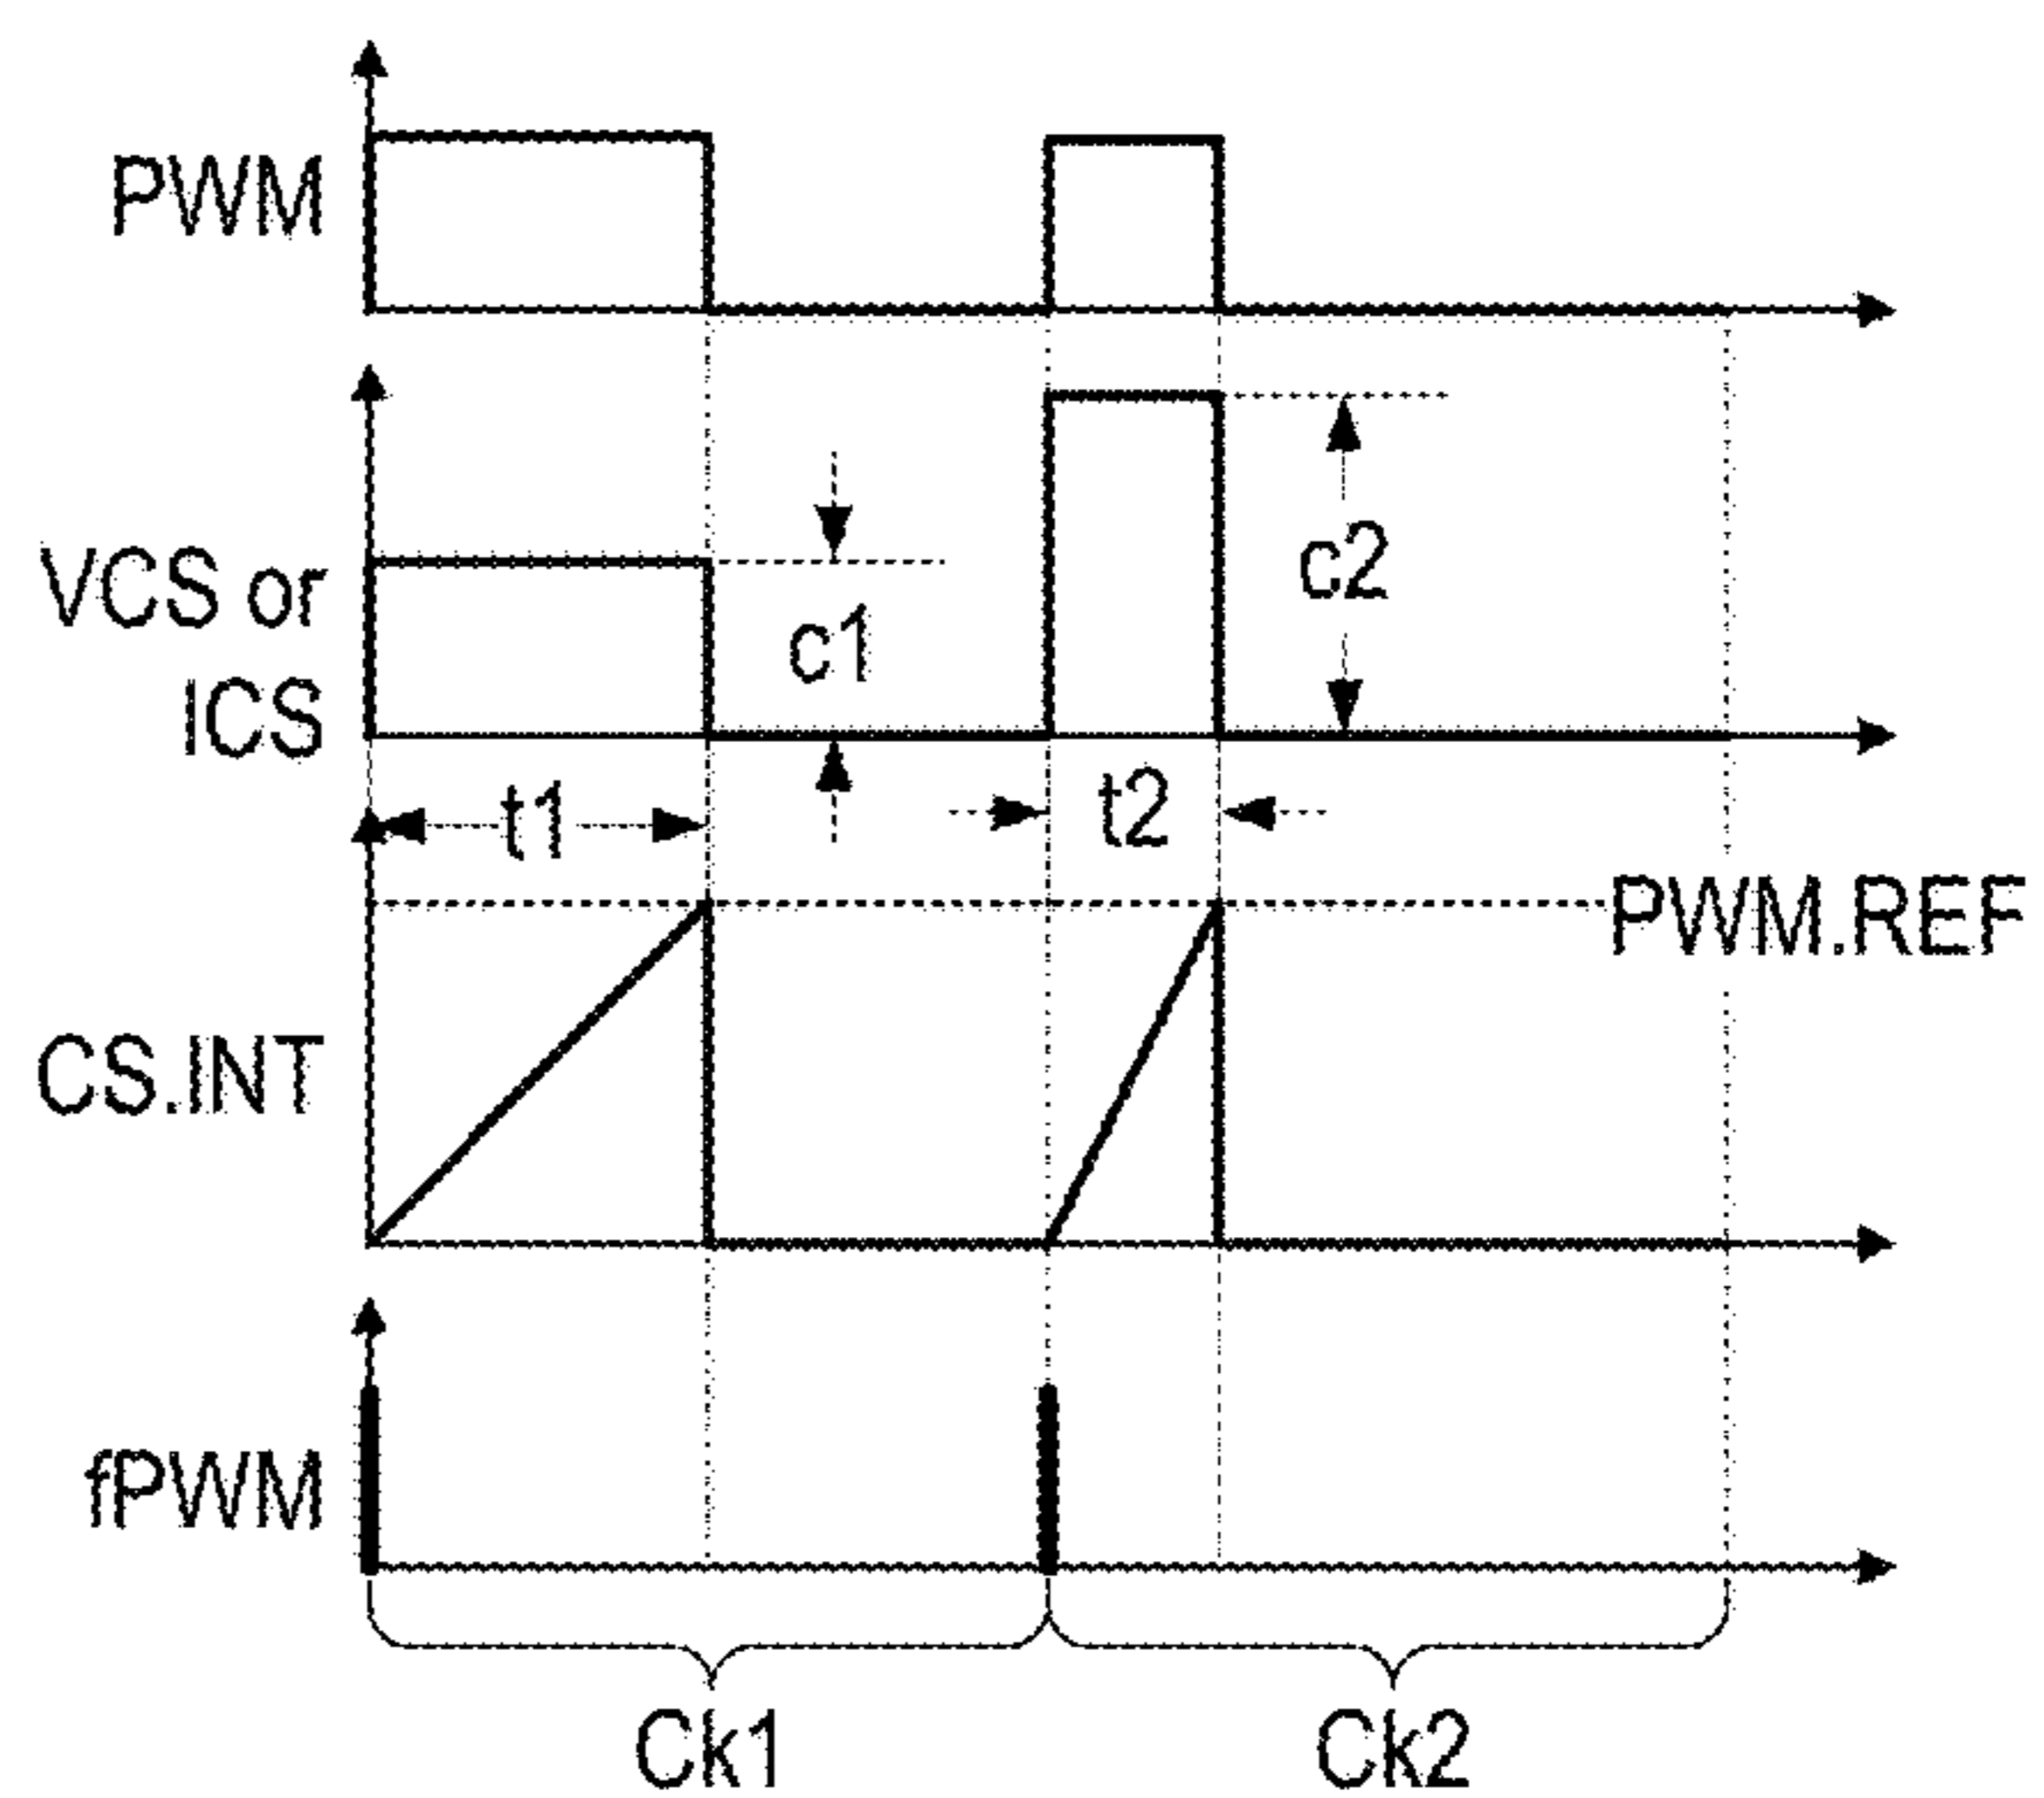 PWM
VCS or
ICS
c1
c2
t1
t2
PWM.REF
CS.INT
fPWM
Ck1
Ck2